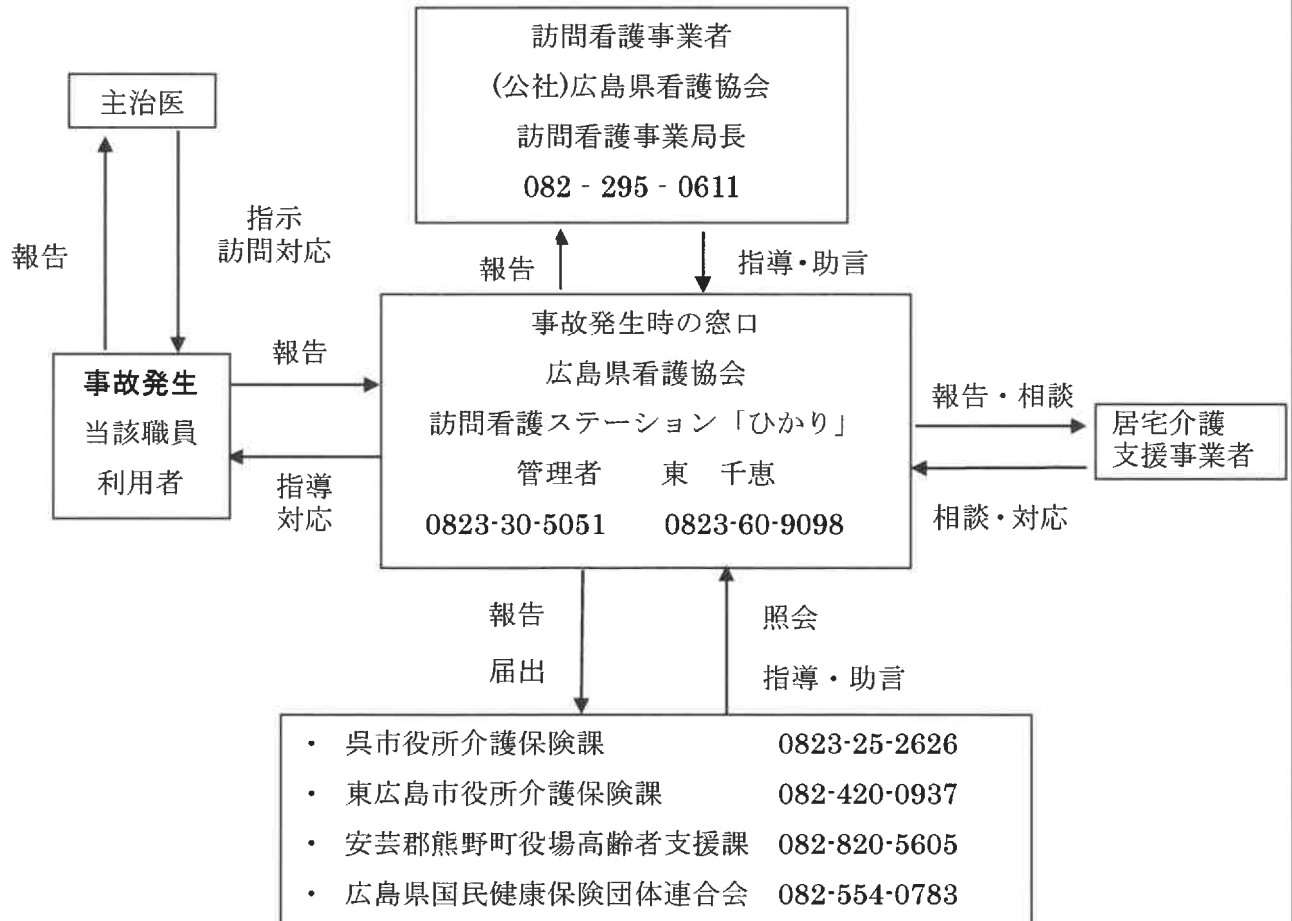 訪問看護事業者
(公社)広島県看護協会
訪問看護事業局長
082 - 295 - 0611
主治医
報告
指示
訪問対応
報告
指導・助言
事故発生
当該職員
利用者
報告
指導
対応
事故発生時の窓口
広島県看護協会
訪問看護ステーション「ひかり」
管理者 東 千恵
0823-30-5051 0823-60-9098
報告・相談
居宅介護
支援事業者
相談・対応
報告
届出
照会
指導・助言
・ 呉市役所介護保険課 0823-25-2626
・ 東広島市役所介護保険課 082-420-0937
・ 安芸郡熊野町役場高齢者支援課 082-820-5605
・ 広島県国民健康保険団体連合会 082-554-0783